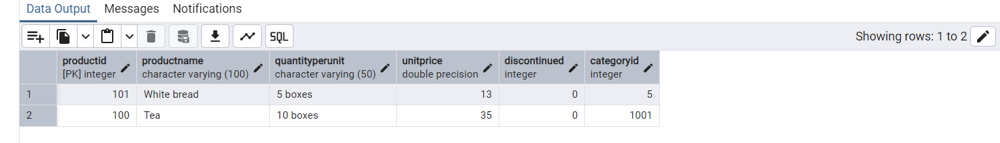 Data Output Messages Notifications
SQL Showing rows: 1 to 2
productid productname quantityperunit unitprice discontinued categoryid
[PK] integer character varying (100) character varying (50) double precision integer integer
1 101 White bread 5 boxes 13 0 5
2 100 Tea 10 boxes 35 0 1001